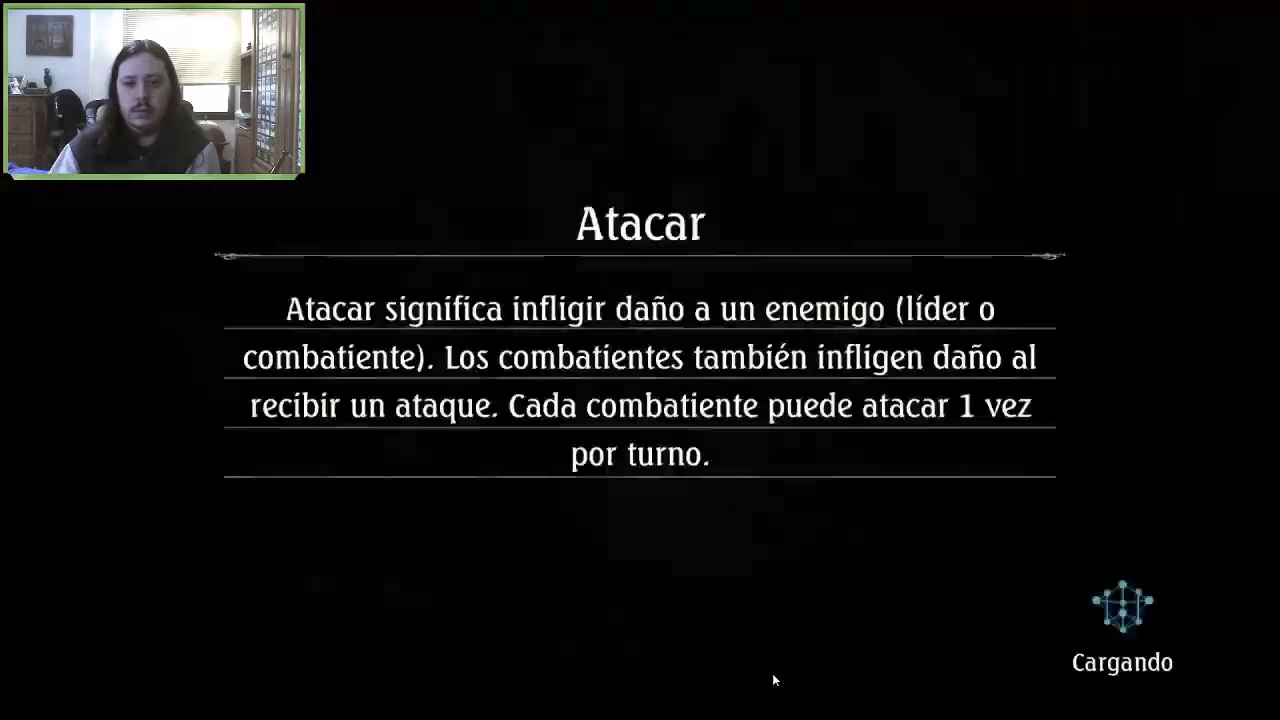 Atacar
Atacar significa infligir daño a un enemigo (líder o
combatiente). Los combatientes también infligen daño al
recibir un ataque. Cada combatiente puede atacar 1 vez
por turno.
Cargando